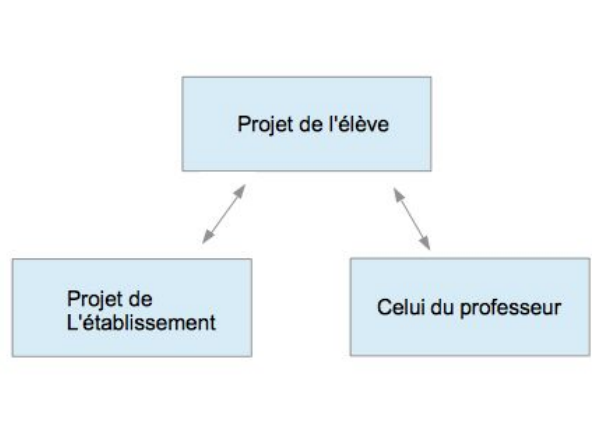 Projet de l'élève
Projet de
L'établissement
Celui du professeur